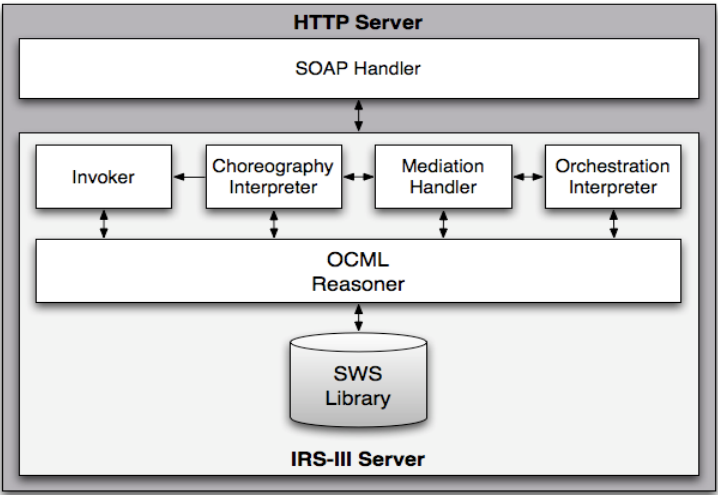 HTTP Server
SOAP Handler
Invoker
Choreography
Interpreter
Mediation
Handler
Orchestration
Interpreter
OCML
Reasoner
SWS
Library
IRS-III Server